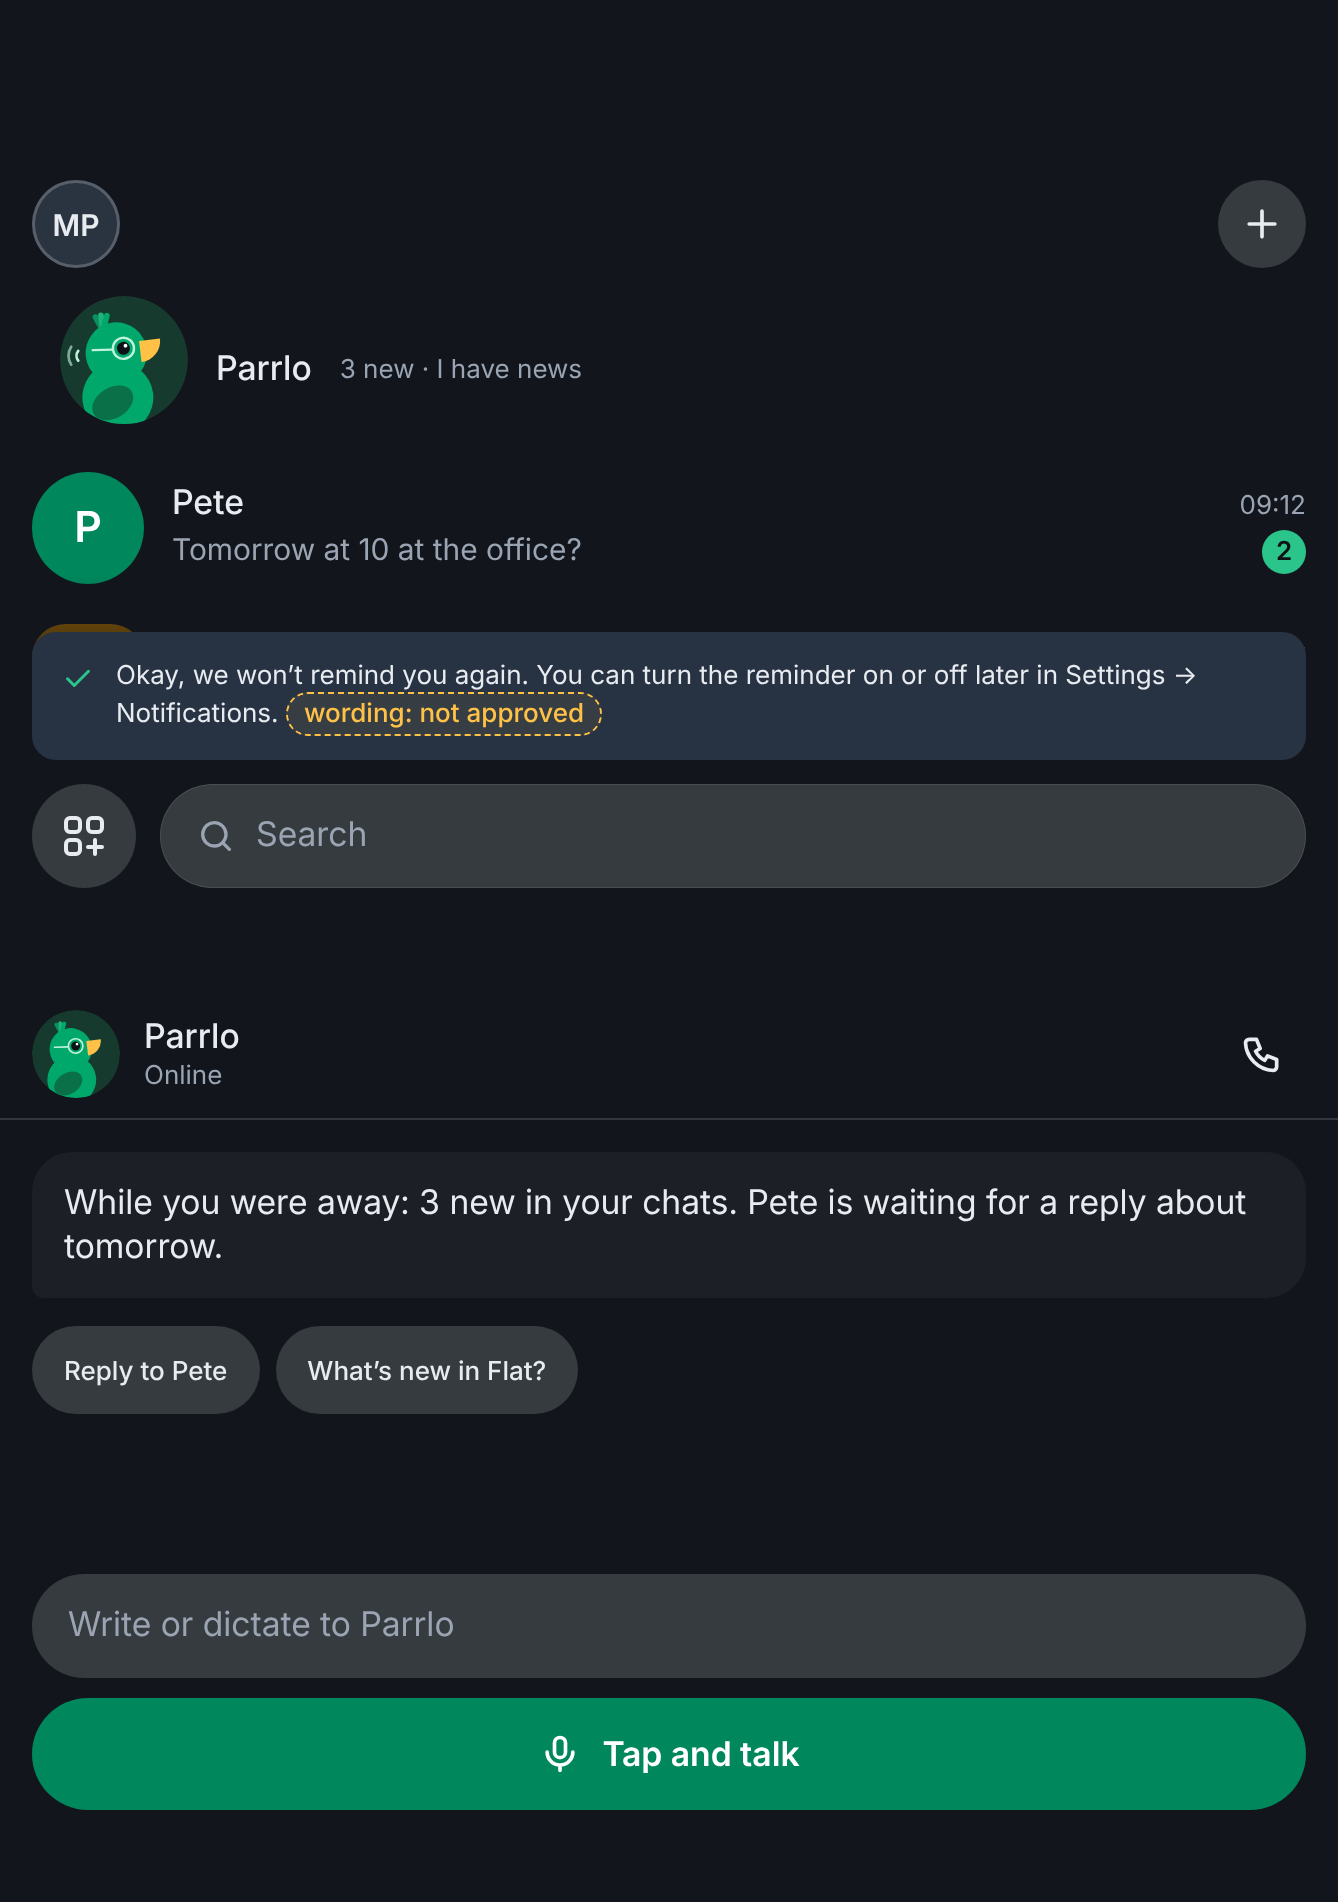 MP
Parrlo 3 new · I have news
P
Pete
09:12
Tomorrow at 10 at the office?
2
Okay, we won’t remind you again. You can turn the reminder on or off later in Settings →
Notifications. wording: not approved
Search
Parrlo
Online
While you were away: 3 new in your chats. Pete is waiting for a reply about
tomorrow.
Reply to Pete
What’s new in Flat?
Write or dictate to Parrlo
Tap and talk